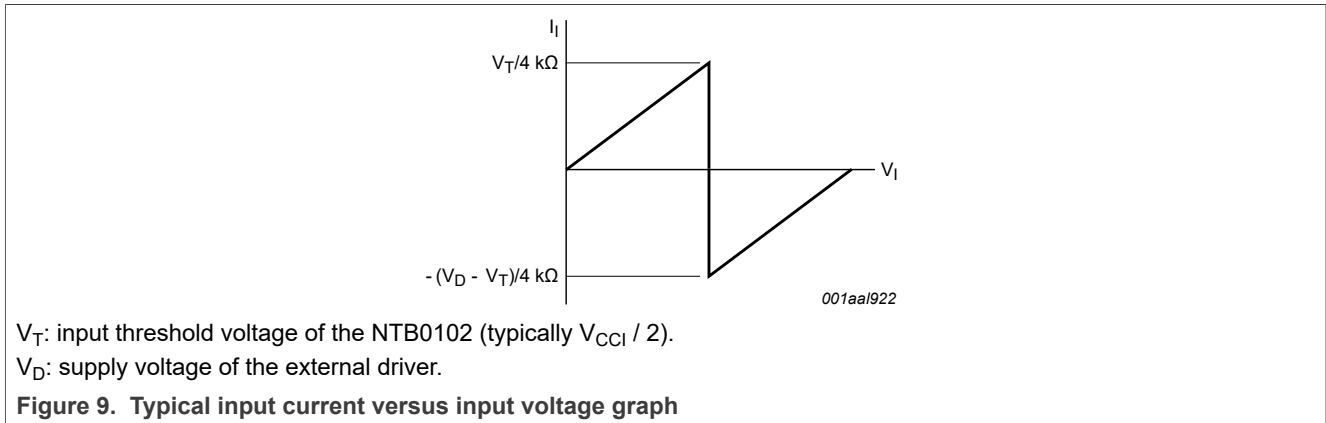 I_I
V_T/4 kΩ
V_I
- (V_D - V_T)/4 kΩ
001aal922
V_T: input threshold voltage of the NTB0102 (typically V_CCI / 2).
V_D: supply voltage of the external driver.
Figure 9. Typical input current versus input voltage graph